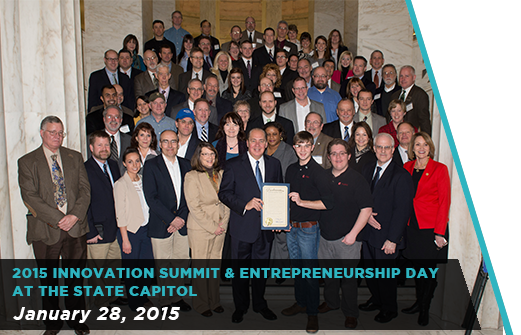 2015 INNOVATION SUMMIT & ENTREPRENEURSHIP DAY
AT THE STATE CAPITOL
January 28, 2015